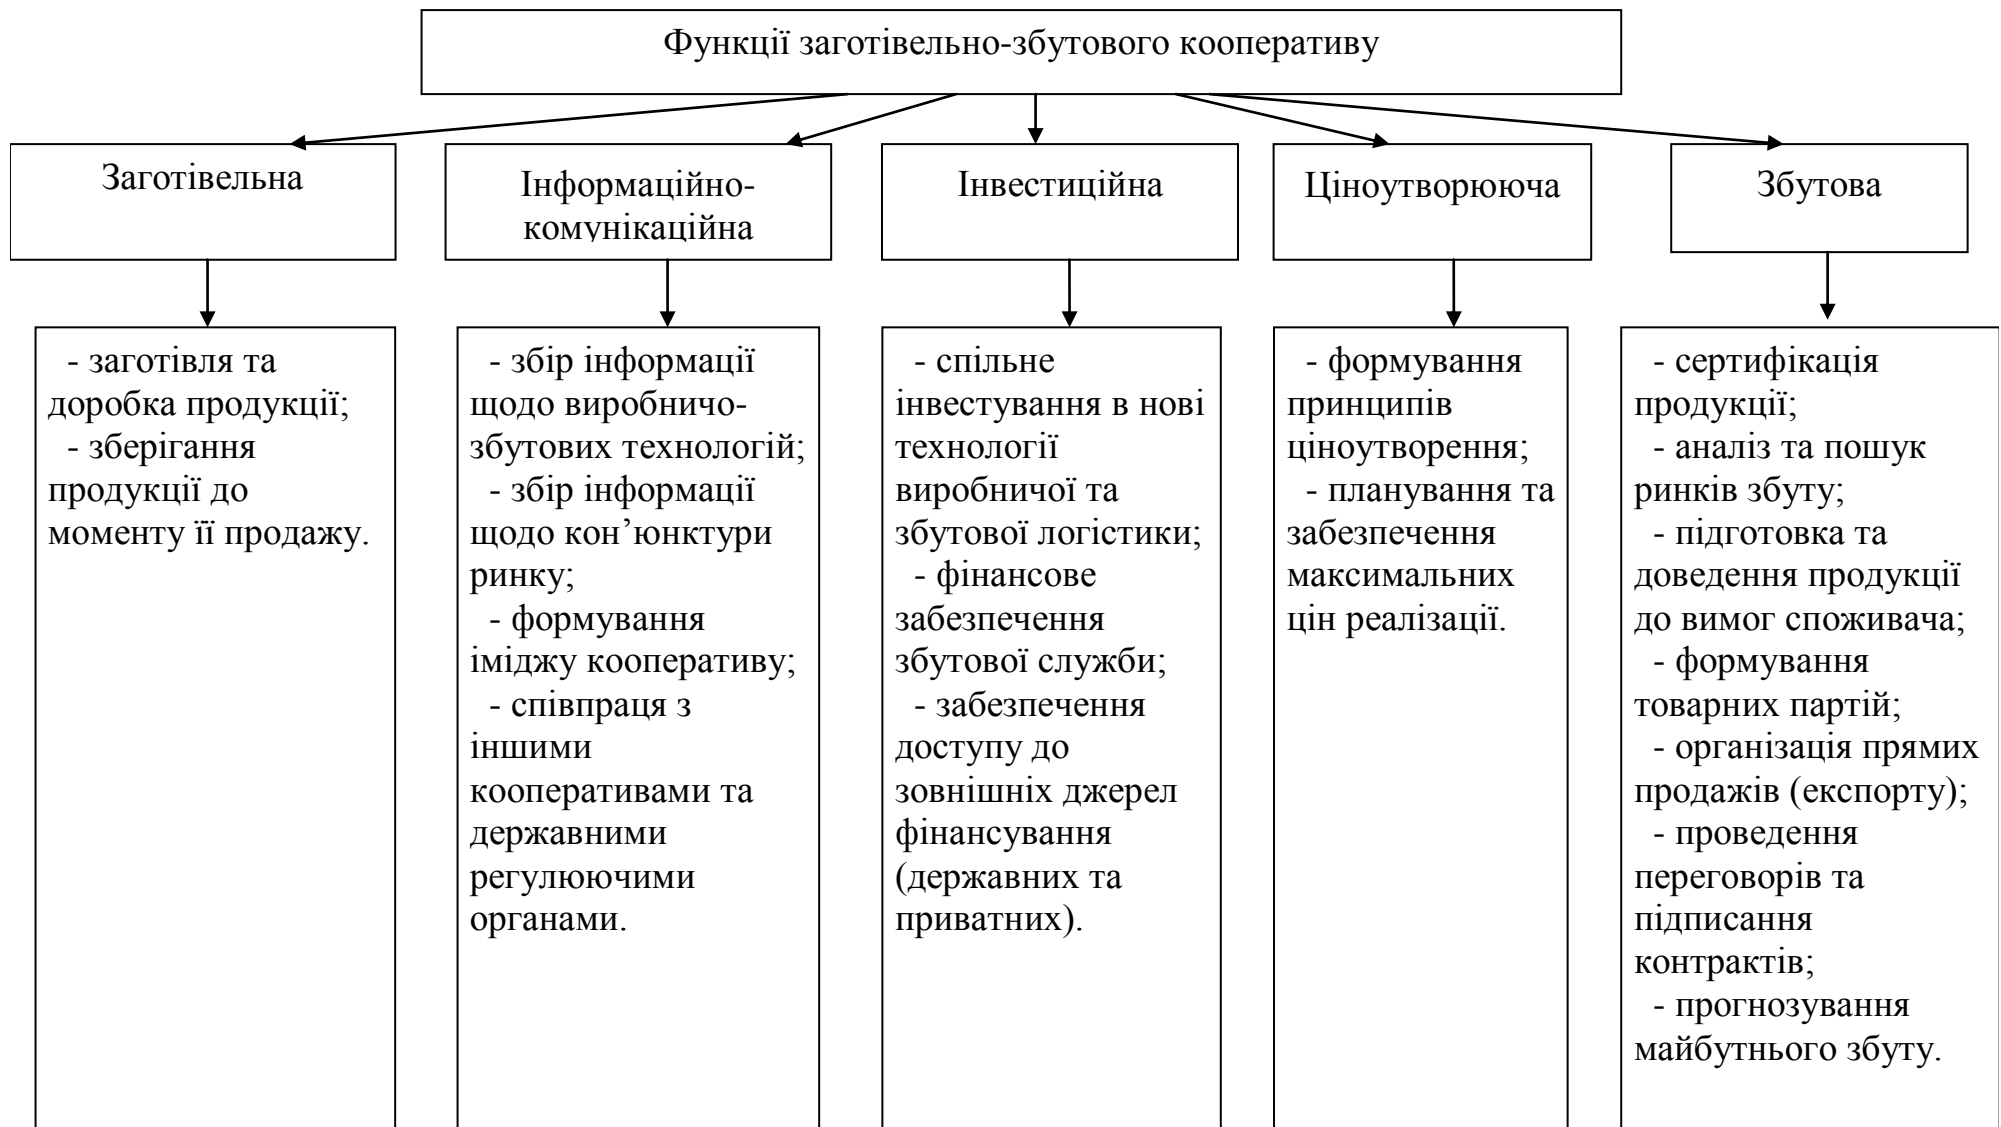 Функції заготівельно-збутового кооперативу
Заготівельна
Інформаційно-
комунікаційна
Інвестиційна
Ціноутворююча
Збутова
- заготівля та
доробка продукції;
- зберігання
продукції до
моменту її продажу.
- збір інформації
щодо виробничо-
збутових технологій;
- збір інформації
щодо кон’юнктури
ринку;
- формування
іміджу кооперативу;
- співпраця з
іншими
кооперативами та
державними
регулюючими
органами.
- спільне
інвестування в нові
технології
виробничої та
збутової логістики;
- фінансове
забезпечення
збутової служби;
- забезпечення
доступу до
зовнішніх джерел
фінансування
(державних та
приватних).
- формування
принципів
ціноутворення;
- планування та
забезпечення
максимальних
цін реалізації.
- сертифікація
продукції;
- аналіз та пошук
ринків збуту;
- підготовка та
доведення продукції
до вимог споживача;
- формування
товарних партій;
- організація прямих
продажів (експорту);
- проведення
переговорів та
підписання
контрактів;
- прогнозування
майбутнього збуту.